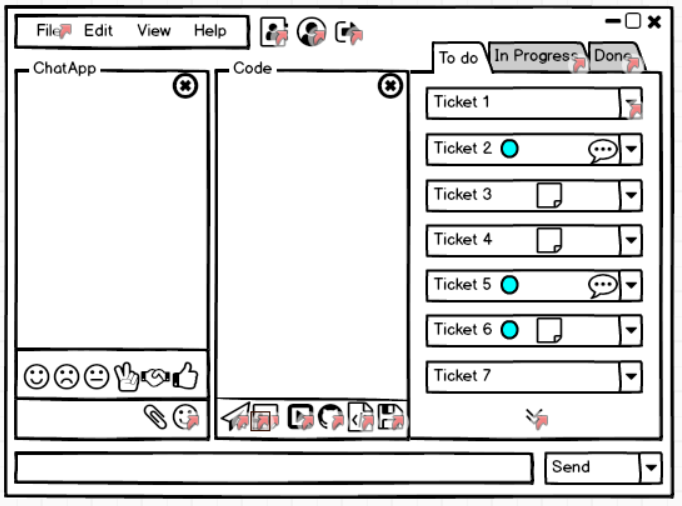 File Edit View Help
ChatApp
Code
To do In Progress Done
Ticket 1
Ticket 2
Ticket 3
Ticket 4
Ticket 5
Ticket 6
Ticket 7
Send